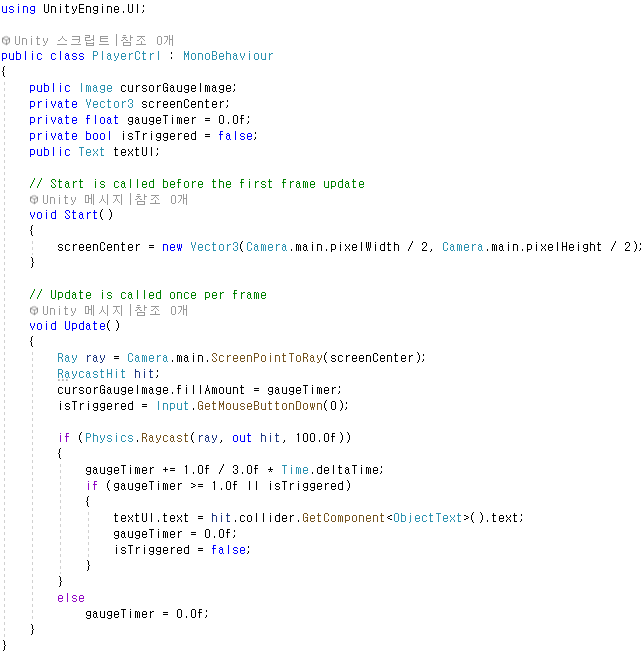 using UnityEngine.UI;
Unity 스크립트|참조 0개
public class PlayerCtrl : MonoBehaviour
{
public Image cursorGaugeImage;
private Vector3 screenCenter;
private float gaugeTimer = 0.0f;
private bool isTriggered = false;
public Text textUI;
// Start is called before the first frame update
Unity 메시지|참조 0개
void Start()
{
screenCenter = new Vector3(Camera.main.pixelWidth / 2, Camera.main.pixelHeight / 2);
}
// Update is called once per frame
Unity 메시지|참조 0개
void Update()
{
Ray ray = Camera.main.ScreenPointToRay(screenCenter);
RaycastHit hit;
cursorGaugeImage.fillAmount = gaugeTimer;
isTriggered = Input.GetMouseButtonDown(0);
if (Physics.Raycast(ray, out hit, 100.0f))
{
gaugeTimer += 1.0f / 3.0f * Time.deltaTime;
if (gaugeTimer >= 1.0f || isTriggered)
{
textUI.text = hit.collider.GetComponent<ObjectText>().text;
gaugeTimer = 0.0f;
isTriggered = false;
}
}
else
gaugeTimer = 0.0f;
}
}